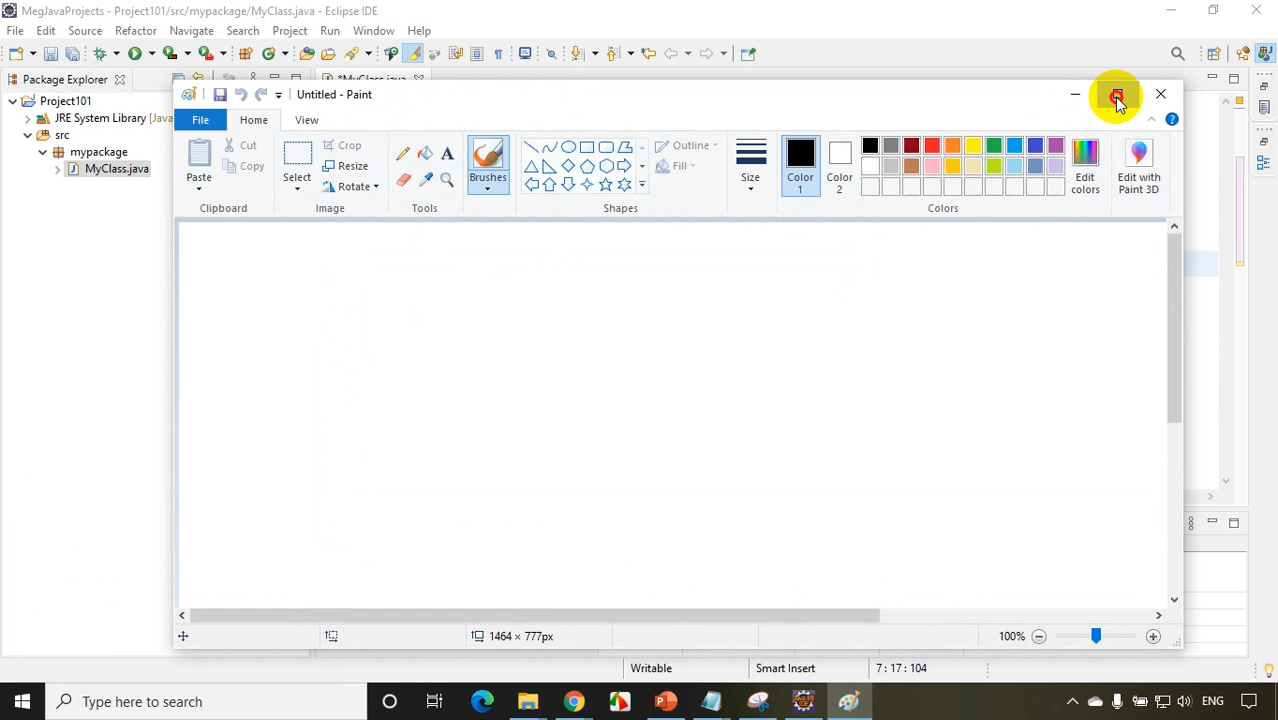 MegJavaProjects - Project101/src/mypackage/MyClass.java - Eclipse IDE
File Edit Source Refactor Navigate Search Project Run Window Help
Package Explorer
*MyClass.java
Project101
JRE System Library [Java
src
mypackage
MyClass.java
Untitled - Paint
File Home View
Paste
Cut
Copy
Clipboard
Select
Crop
Resize
Rotate
Image
Tools
Brushes
Shapes
Outline
Fill
Size
Color 1
Color 2
Colors
Edit colors
Edit with Paint 3D
1464 × 777px
100%
Writable Smart Insert 7 : 17 : 104
Type here to search
ENG